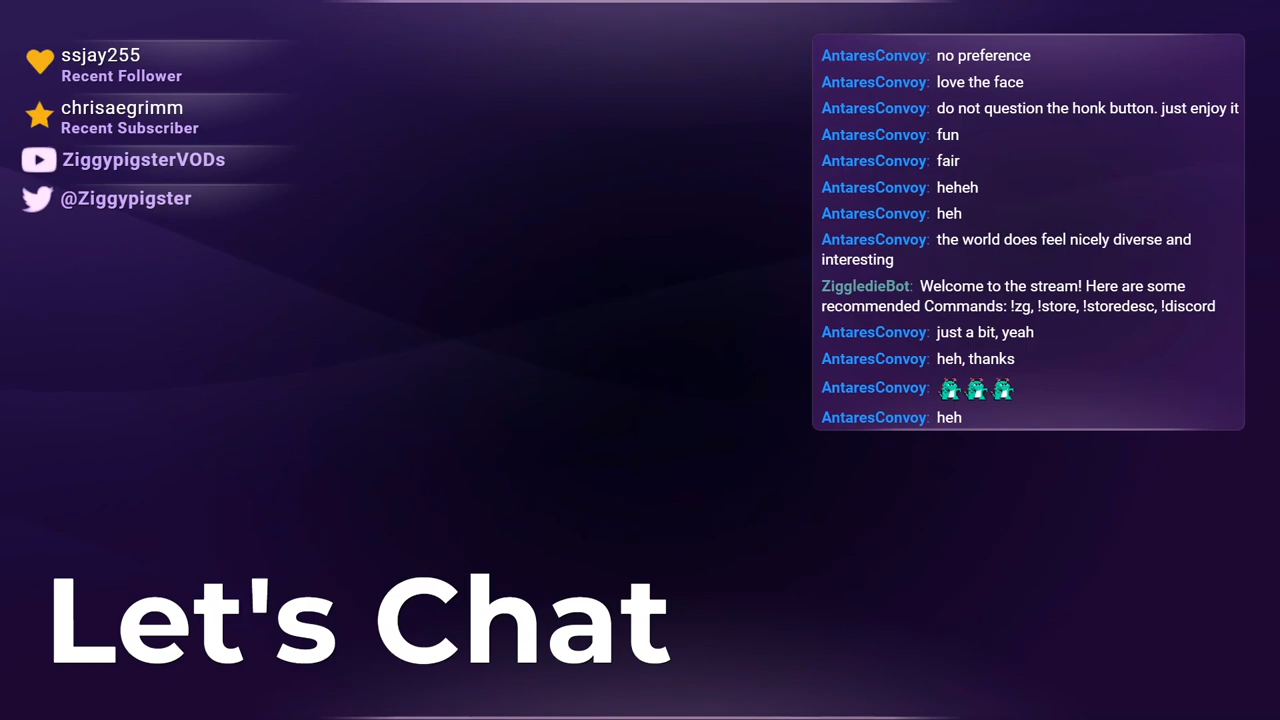 ssjay255
Recent Follower
chrisaegrimm
Recent Subscriber
ZiggypigsterVODs
@Ziggypigster
AntaresConvoy: no preference
AntaresConvoy: love the face
AntaresConvoy: do not question the honk button. just enjoy it
AntaresConvoy: fun
AntaresConvoy: fair
AntaresConvoy: heheh
AntaresConvoy: heh
AntaresConvoy: the world does feel nicely diverse and
interesting
ZiggledieBot: Welcome to the stream! Here are some
recommended Commands: !zg, !store, !storedesc, !discord
AntaresConvoy: just a bit, yeah
AntaresConvoy: heh, thanks
AntaresConvoy:
AntaresConvoy: heh
Let's Chat